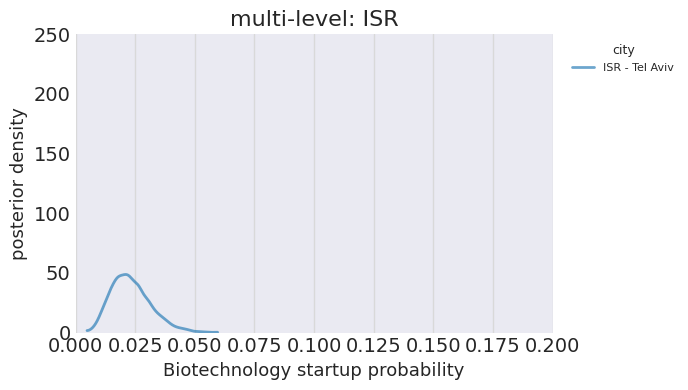 multi-level: ISR
250
200
150
100
50
0
posterior density
0.000 0.025 0.050 0.075 0.100 0.125 0.150 0.175 0.200
Biotechnology startup probability
city
ISR - Tel Aviv